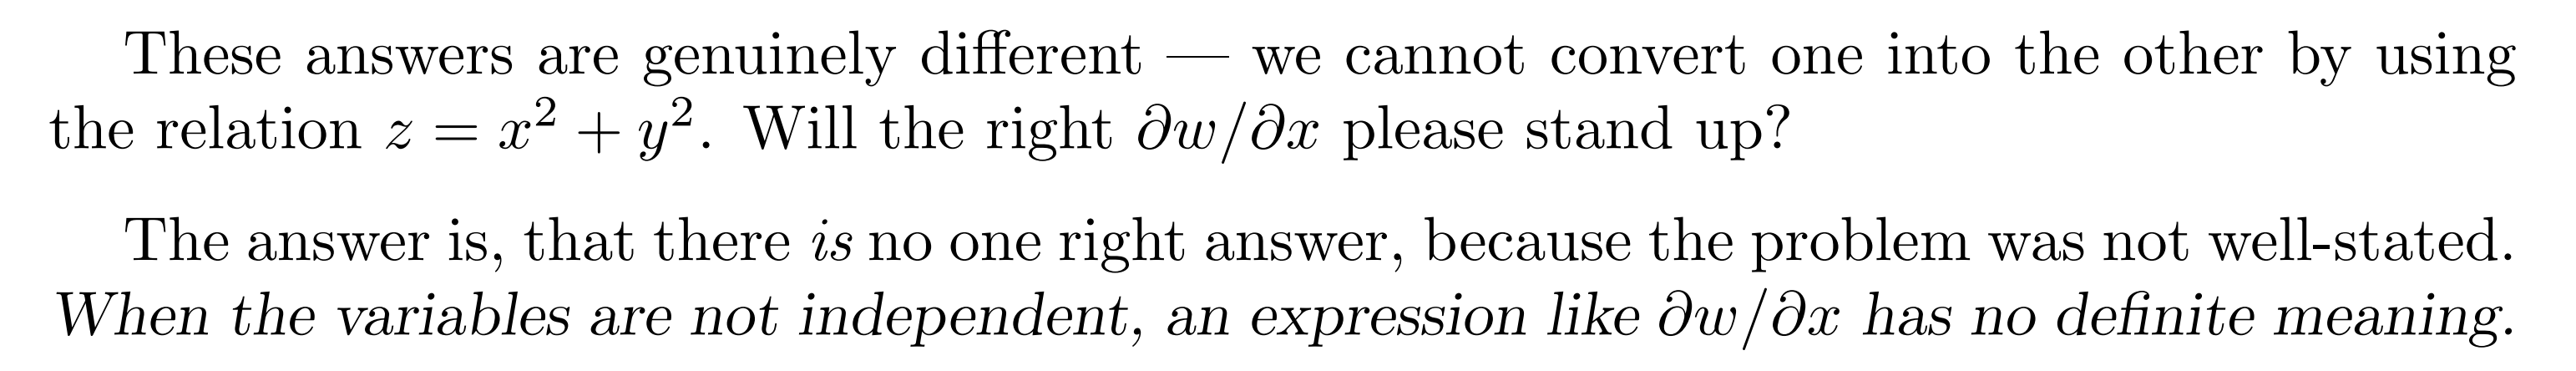 These answers are genuinely different — we cannot convert one into the other by using
the relation z = x² + y². Will the right ∂w/∂x please stand up?
The answer is, that there is no one right answer, because the problem was not well-stated.
When the variables are not independent, an expression like ∂w/∂x has no definite meaning.